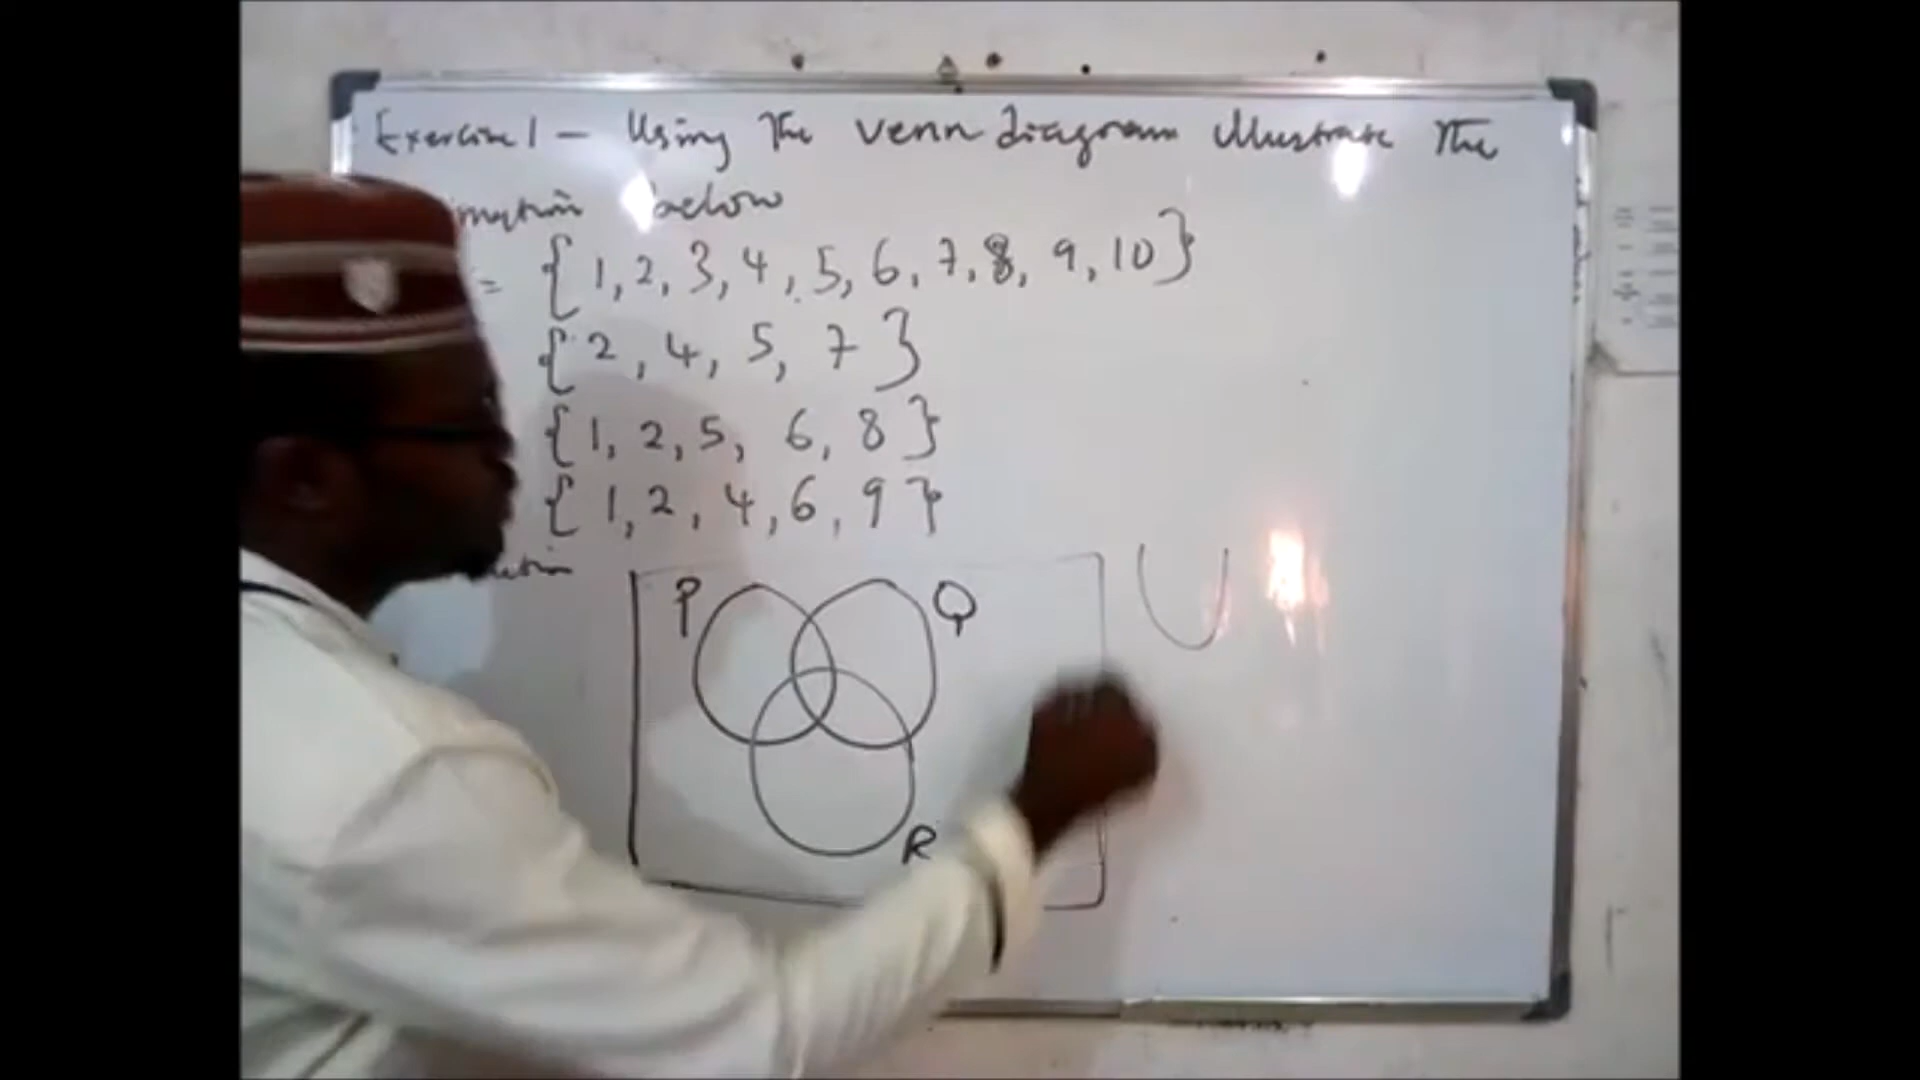 Exercise 1 – Using the venn diagram illustrate the
below
= { 1, 2, 3, 4, 5, 6, 7, 8, 9, 10 }
{ 2, 4, 5, 7 }
{ 1, 2, 5, 6, 8 }
{ 1, 2, 4, 6, 9 }
P Q U
R